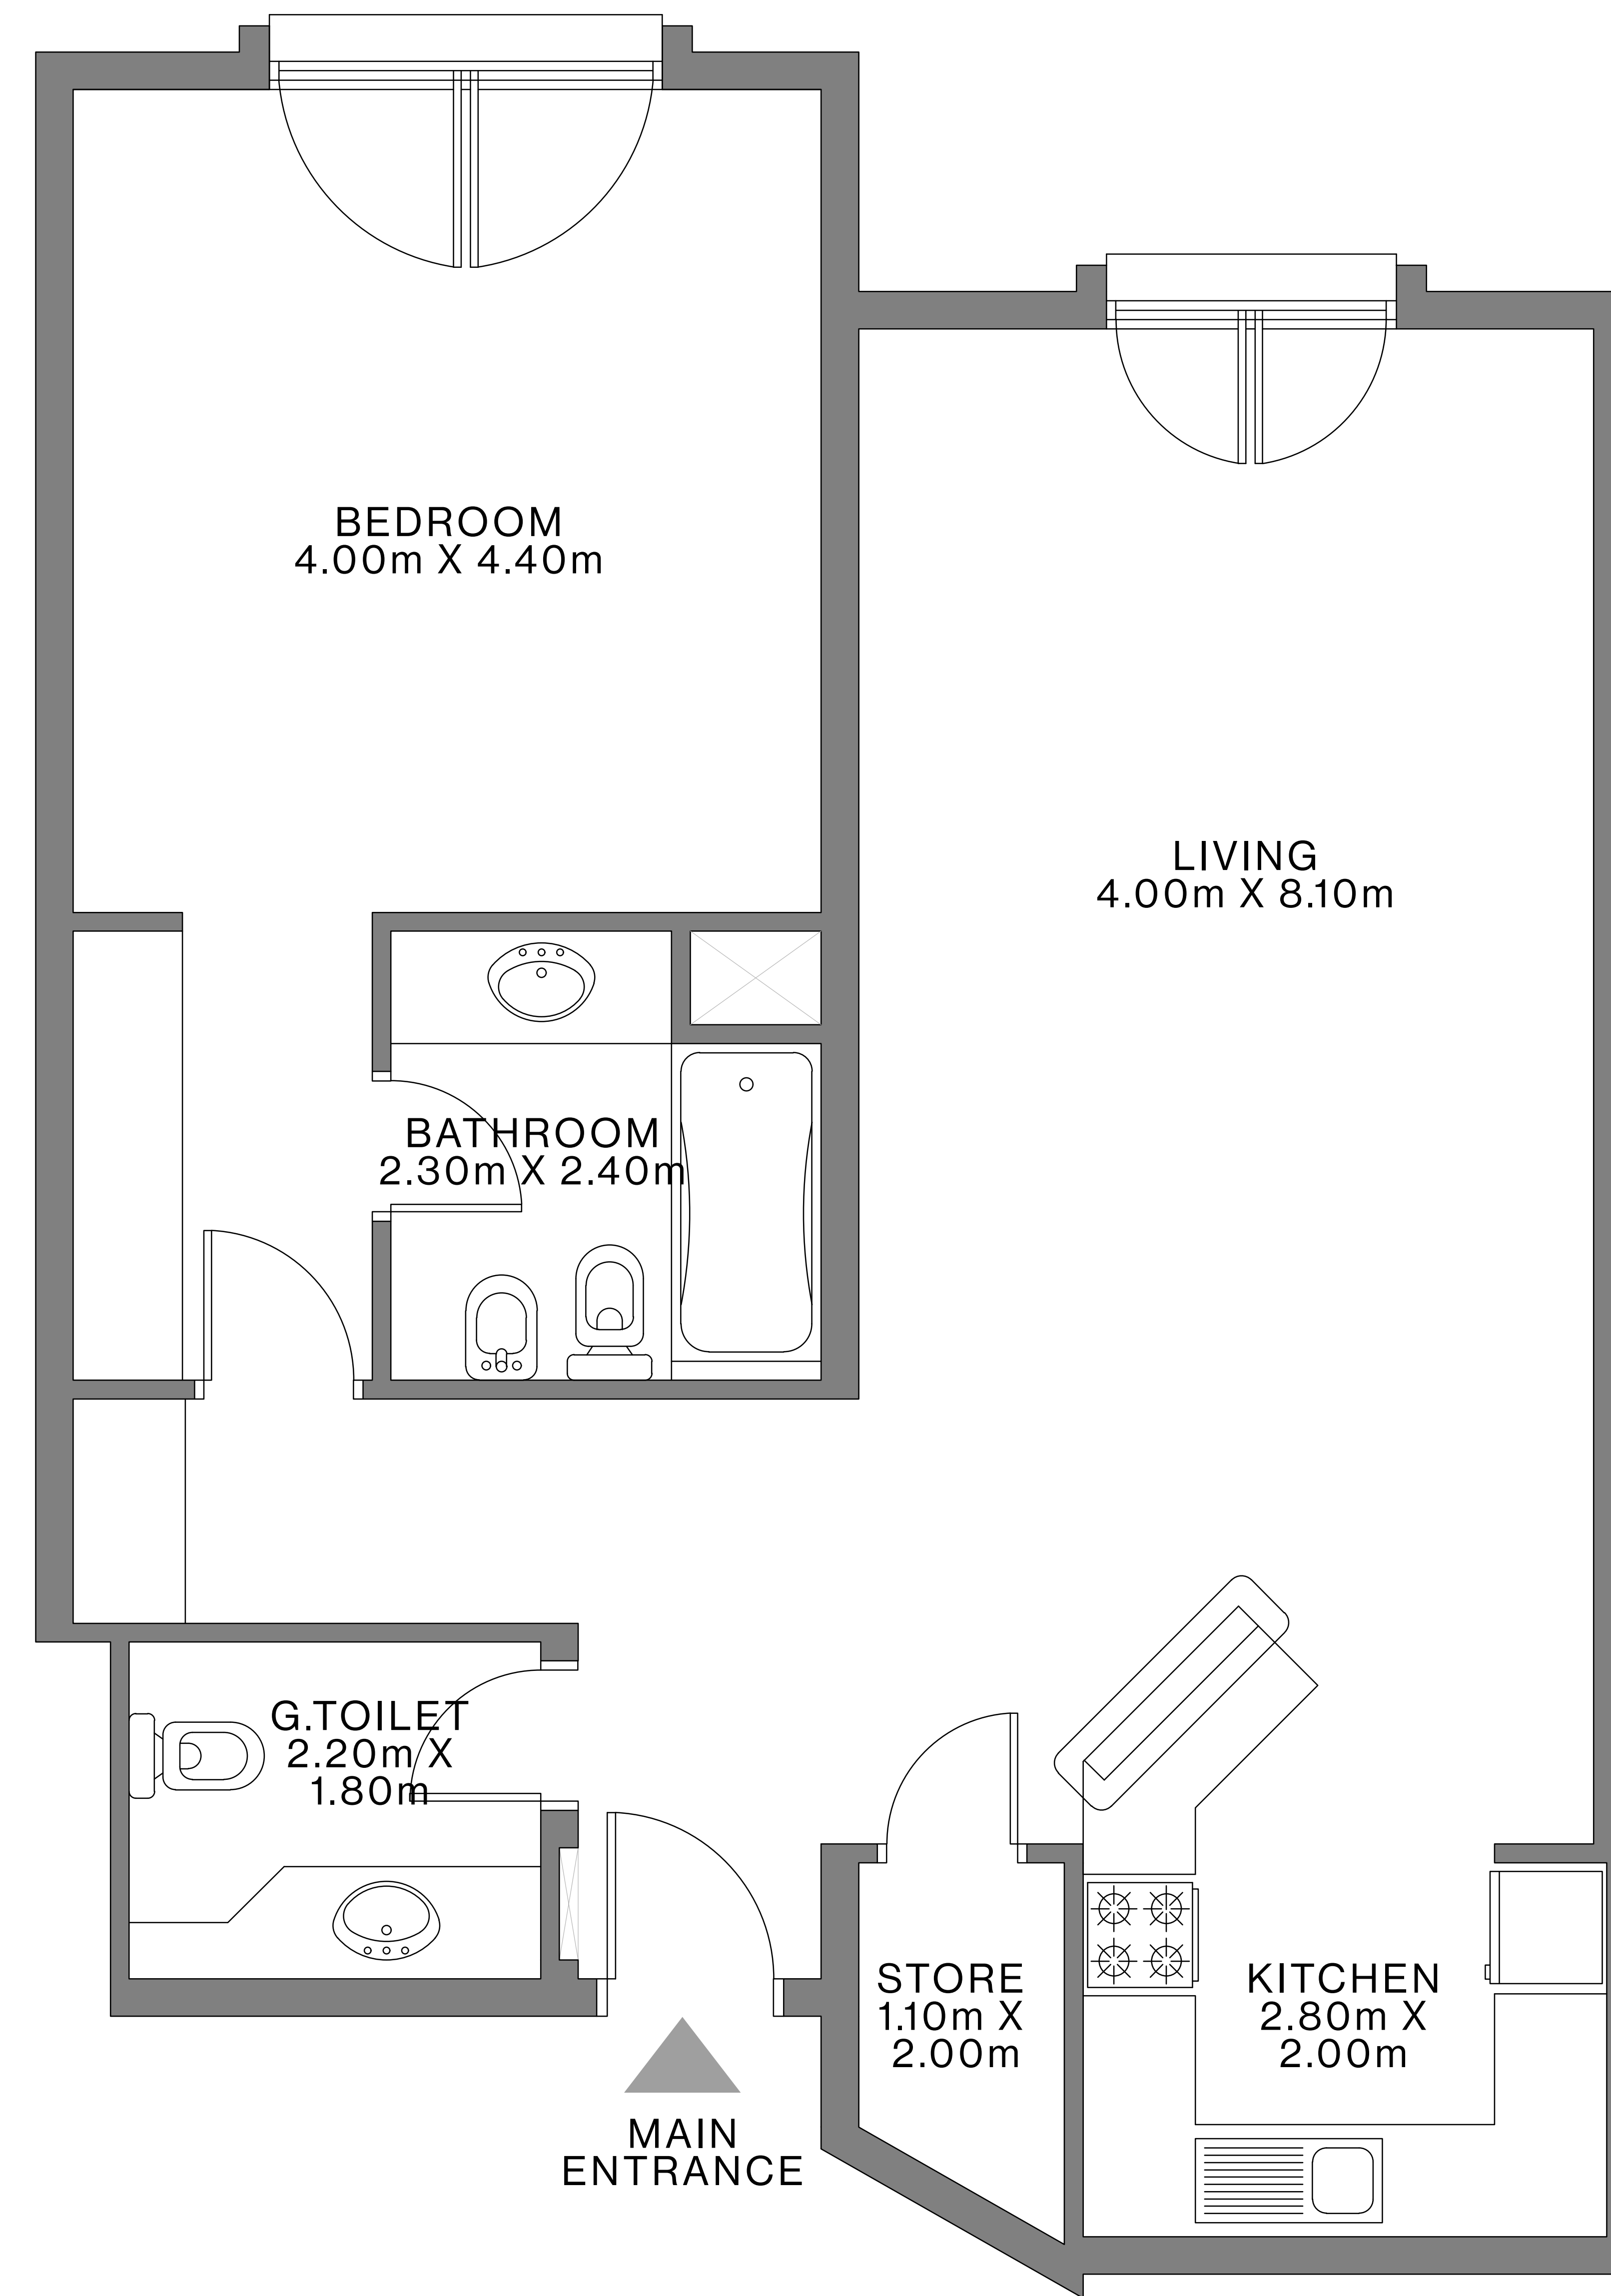 BEDROOM
4.00m X 4.40m
LIVING
4.00m X 8.10m
BATHROOM
2.30m X 2.40m
G.TOILET
2.20m X
1.80m
STORE
1.10m X
2.00m
KITCHEN
2.80m X
2.00m
MAIN
ENTRANCE